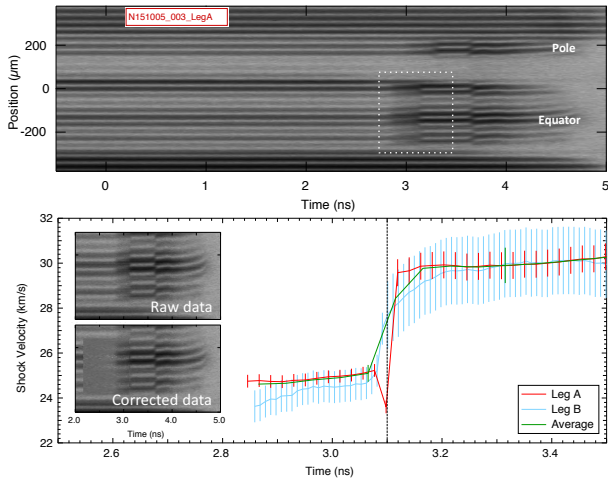 N151005_003_LegA
Position (µm)
200
0
-200
Pole
Equator
0 1 2 3 4 5
Time (ns)
Shock Velocity (km/s)
32
30
28
26
24
22
Raw data
Corrected data
2.0 3.0 4.0 5.0
Time (ns)
Leg A
Leg B
Average
2.6 2.8 3.0 3.2 3.4
Time (ns)